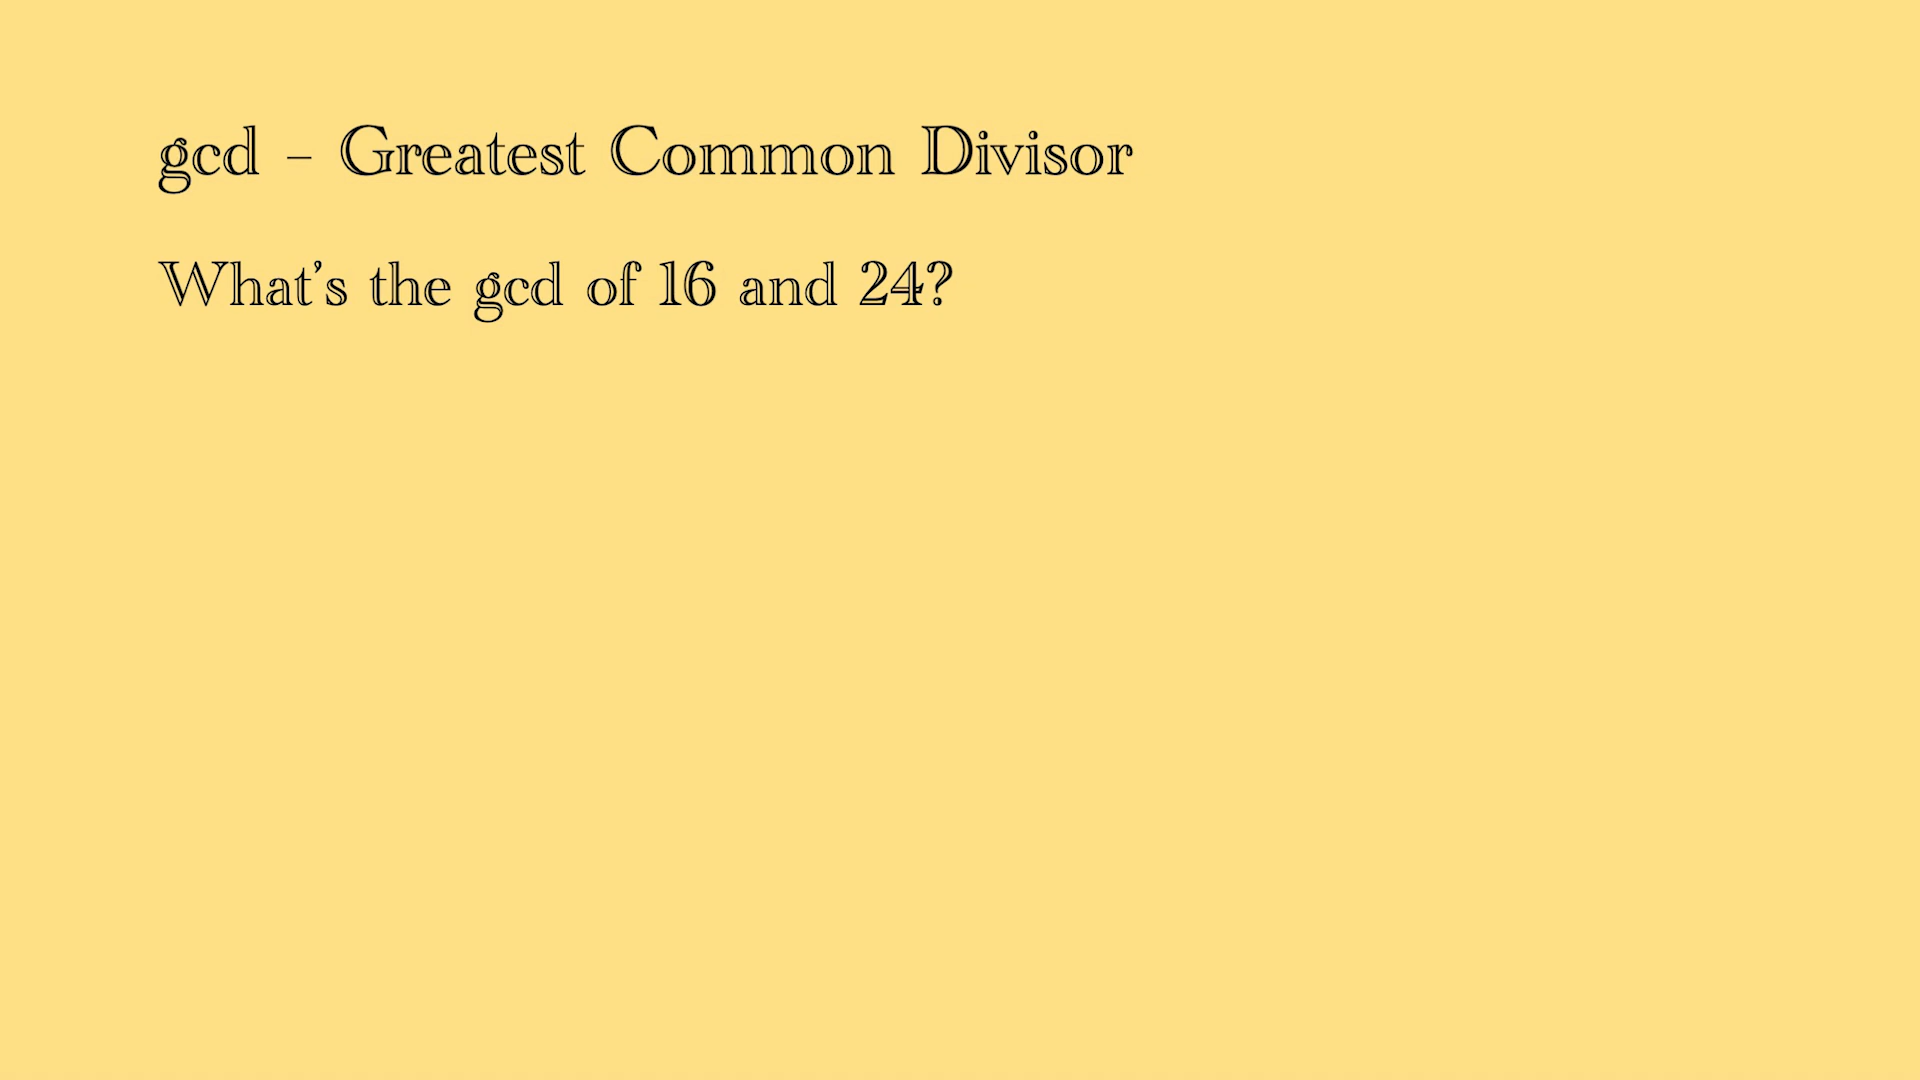 gcd – Greatest Common Divisor
What’s the gcd of 16 and 24?